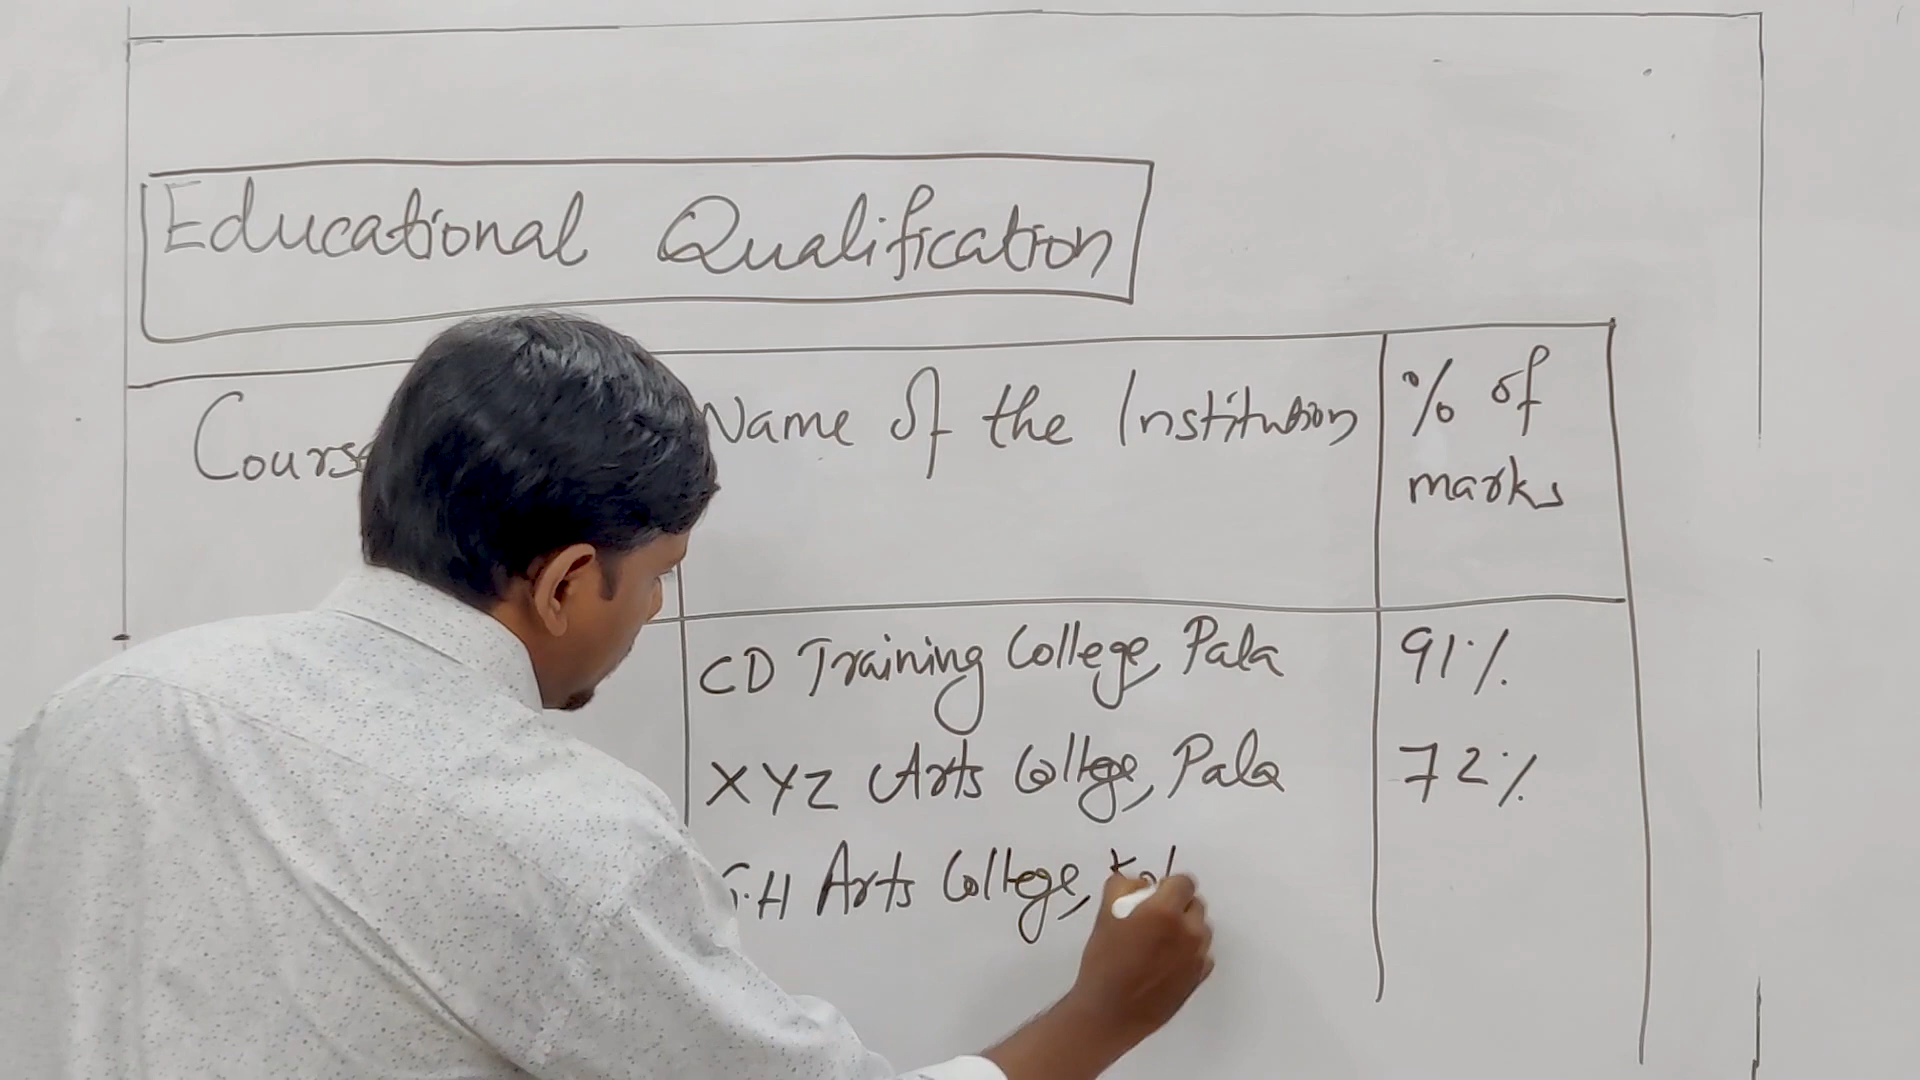 Educational Qualification
Course Name of the Institution % of
marks
CD Training College, Pala 91%
XYZ Arts College, Pala 72%
Arts College,